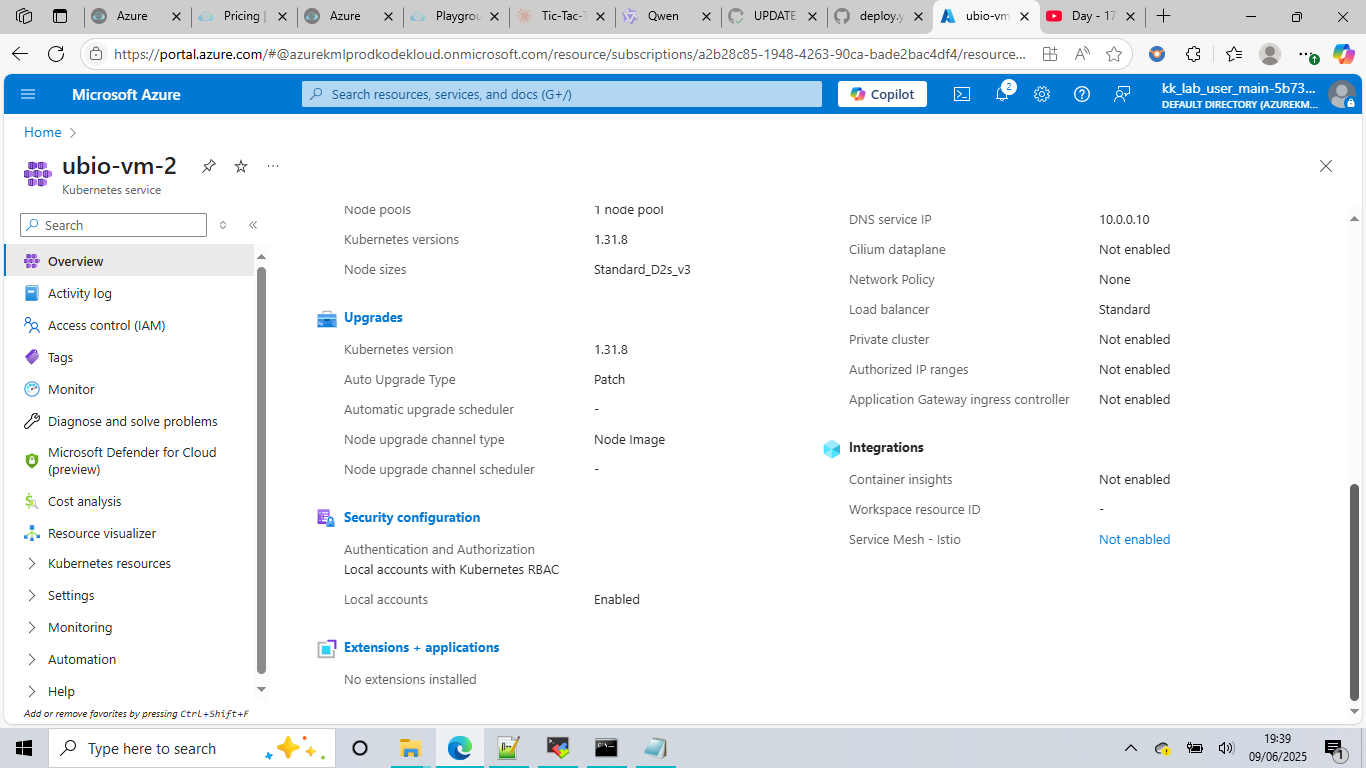 Azure
Pricing |
Azure
Playgrou
Tic-Tac-T
Qwen
UPDATE
deploy.y
ubio-vm
Day - 17
https://portal.azure.com/#@azurekmlprodkodekloud.onmicrosoft.com/resource/subscriptions/a2b28c85-1948-4263-90ca-bade2bac4df4/resource...
Microsoft Azure
Search resources, services, and docs (G+/)
Copilot
2
kk_lab_user_main-5b73...
DEFAULT DIRECTORY (AZUREKM...
Home
ubio-vm-2
Kubernetes service
Search
Overview
Activity log
Access control (IAM)
Tags
Monitor
Diagnose and solve problems
Microsoft Defender for Cloud
(preview)
Cost analysis
Resource visualizer
Kubernetes resources
Settings
Monitoring
Automation
Help
Add or remove favorites by pressing Ctrl+Shift+F
Node pools 1 node pool
Kubernetes versions 1.31.8
Node sizes Standard_D2s_v3
Upgrades
Kubernetes version 1.31.8
Auto Upgrade Type Patch
Automatic upgrade scheduler -
Node upgrade channel type Node Image
Node upgrade channel scheduler -
Security configuration
Authentication and Authorization
Local accounts with Kubernetes RBAC
Local accounts Enabled
Extensions + applications
No extensions installed
DNS service IP 10.0.0.10
Cilium dataplane Not enabled
Network Policy None
Load balancer Standard
Private cluster Not enabled
Authorized IP ranges Not enabled
Application Gateway ingress controller Not enabled
Integrations
Container insights Not enabled
Workspace resource ID -
Service Mesh - Istio Not enabled
Type here to search
19:39
09/06/2025
1